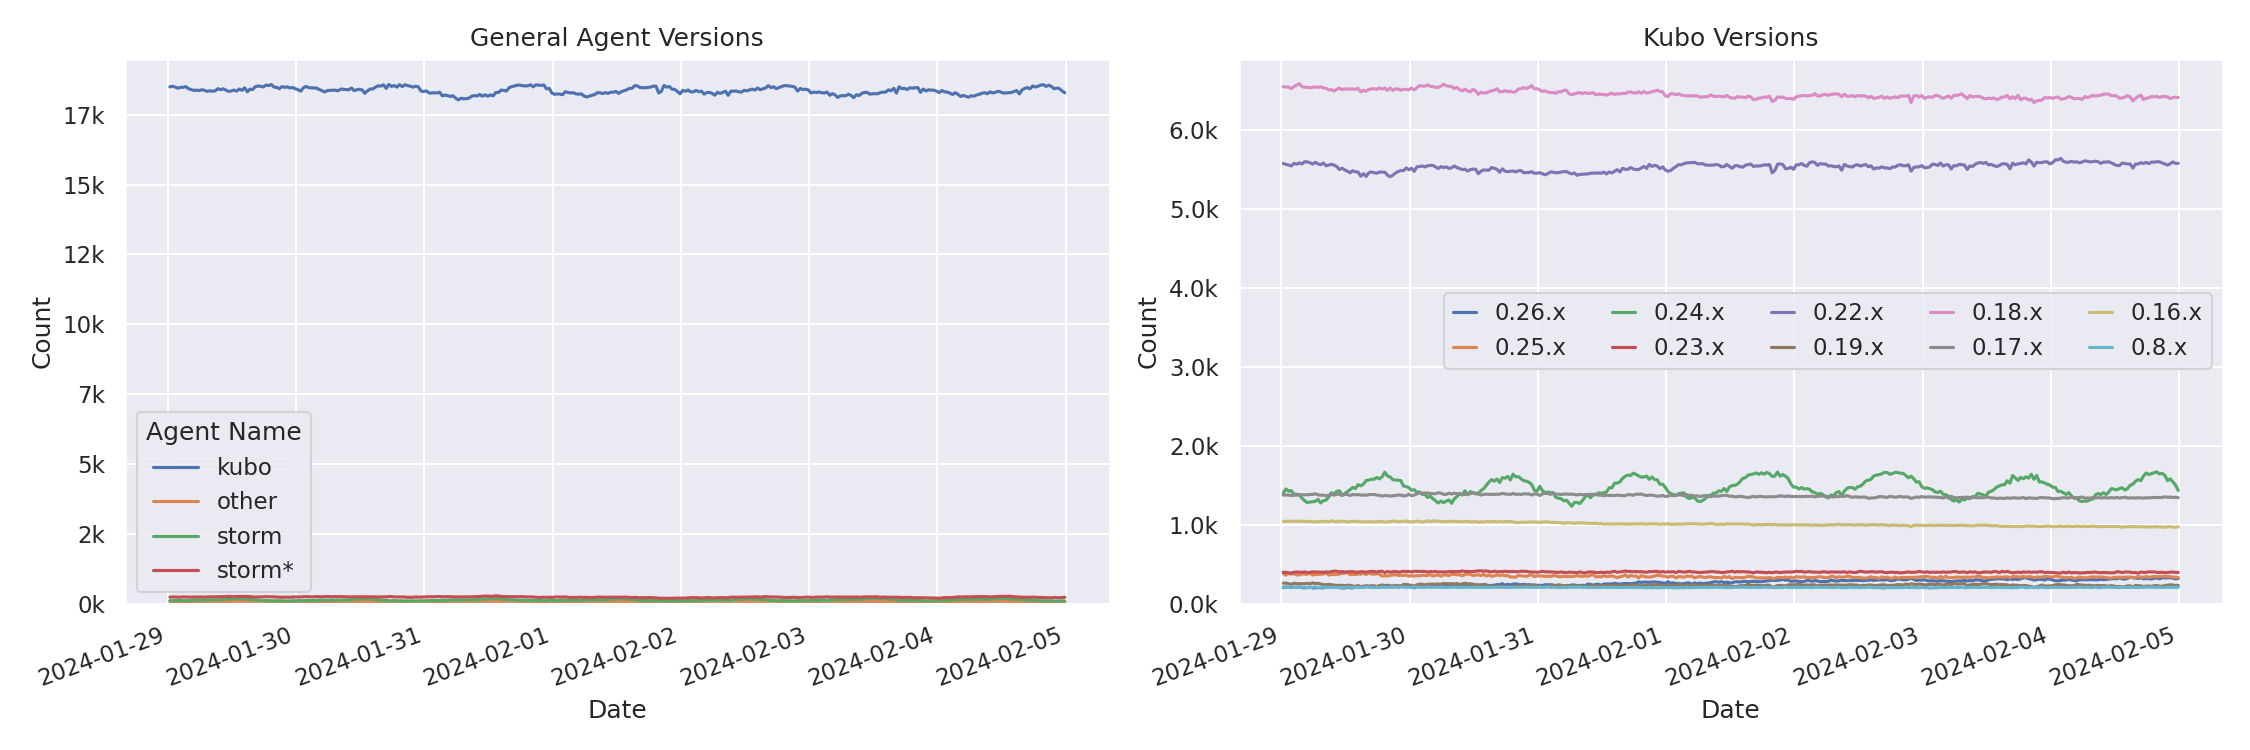 General Agent Versions
Count
17k
15k
12k
10k
7k
5k
2k
0k
Agent Name
kubo
other
storm
storm*
2024-01-29
2024-01-30
2024-01-31
2024-02-01
2024-02-02
2024-02-03
2024-02-04
2024-02-05
Date
Kubo Versions
Count
6.0k
5.0k
4.0k
3.0k
2.0k
1.0k
0.0k
0.26.x 0.24.x 0.22.x 0.18.x 0.16.x
0.25.x 0.23.x 0.19.x 0.17.x 0.8.x
2024-01-29
2024-01-30
2024-01-31
2024-02-01
2024-02-02
2024-02-03
2024-02-04
2024-02-05
Date